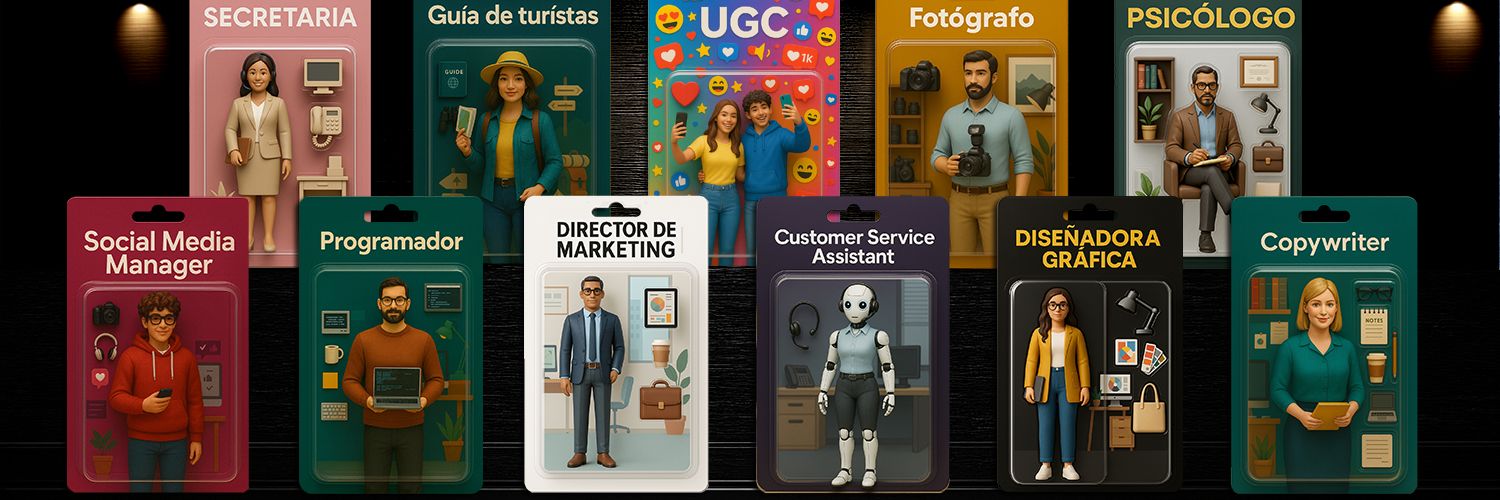 SECRETARIA
Guía de turístas
UGC
Fotógrafo
PSICÓLOGO
GUIDE
1K
Social Media
Manager
Programador
DIRECTOR DE
MARKETING
Customer Service
Assistant
DISEÑADORA
GRÁFICA
Copywriter
NOTES